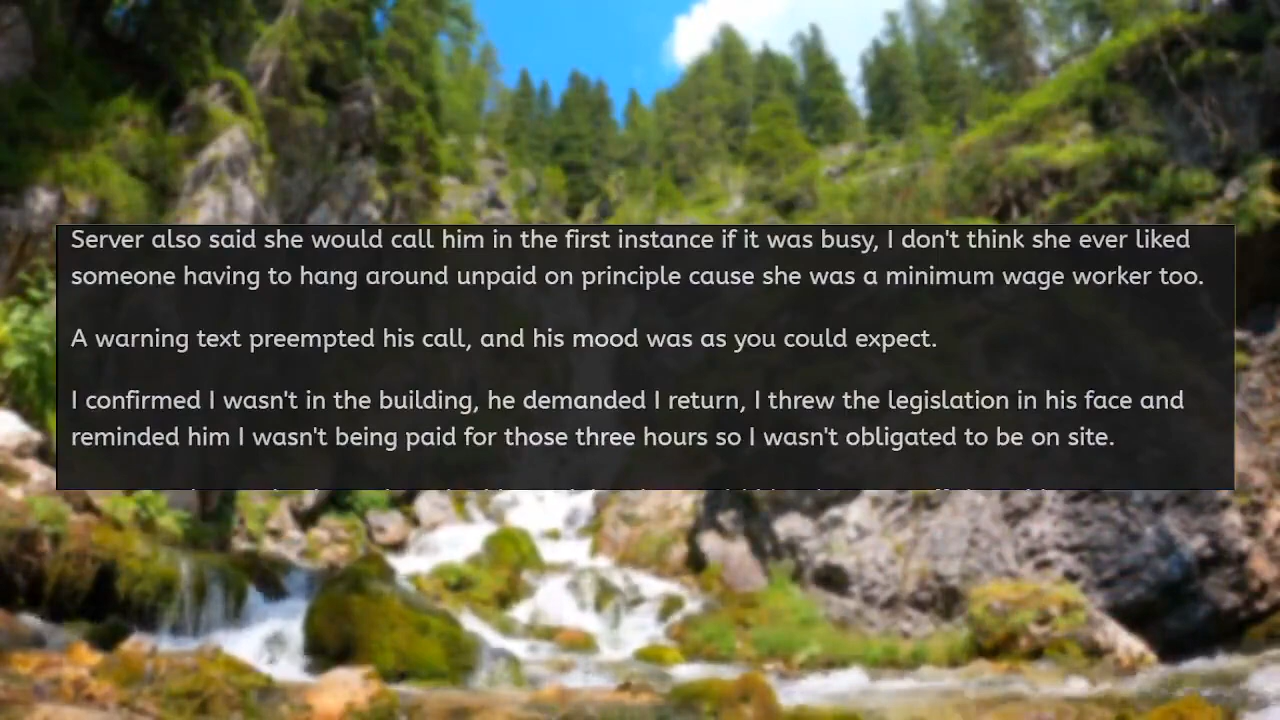 Server also said she would call him in the first instance if it was busy, I don't think she ever liked
someone having to hang around unpaid on principle cause she was a minimum wage worker too.
A warning text preempted his call, and his mood was as you could expect.
I confirmed I wasn't in the building, he demanded I return, I threw the legislation in his face and
reminded him I wasn't being paid for those three hours so I wasn't obligated to be on site.